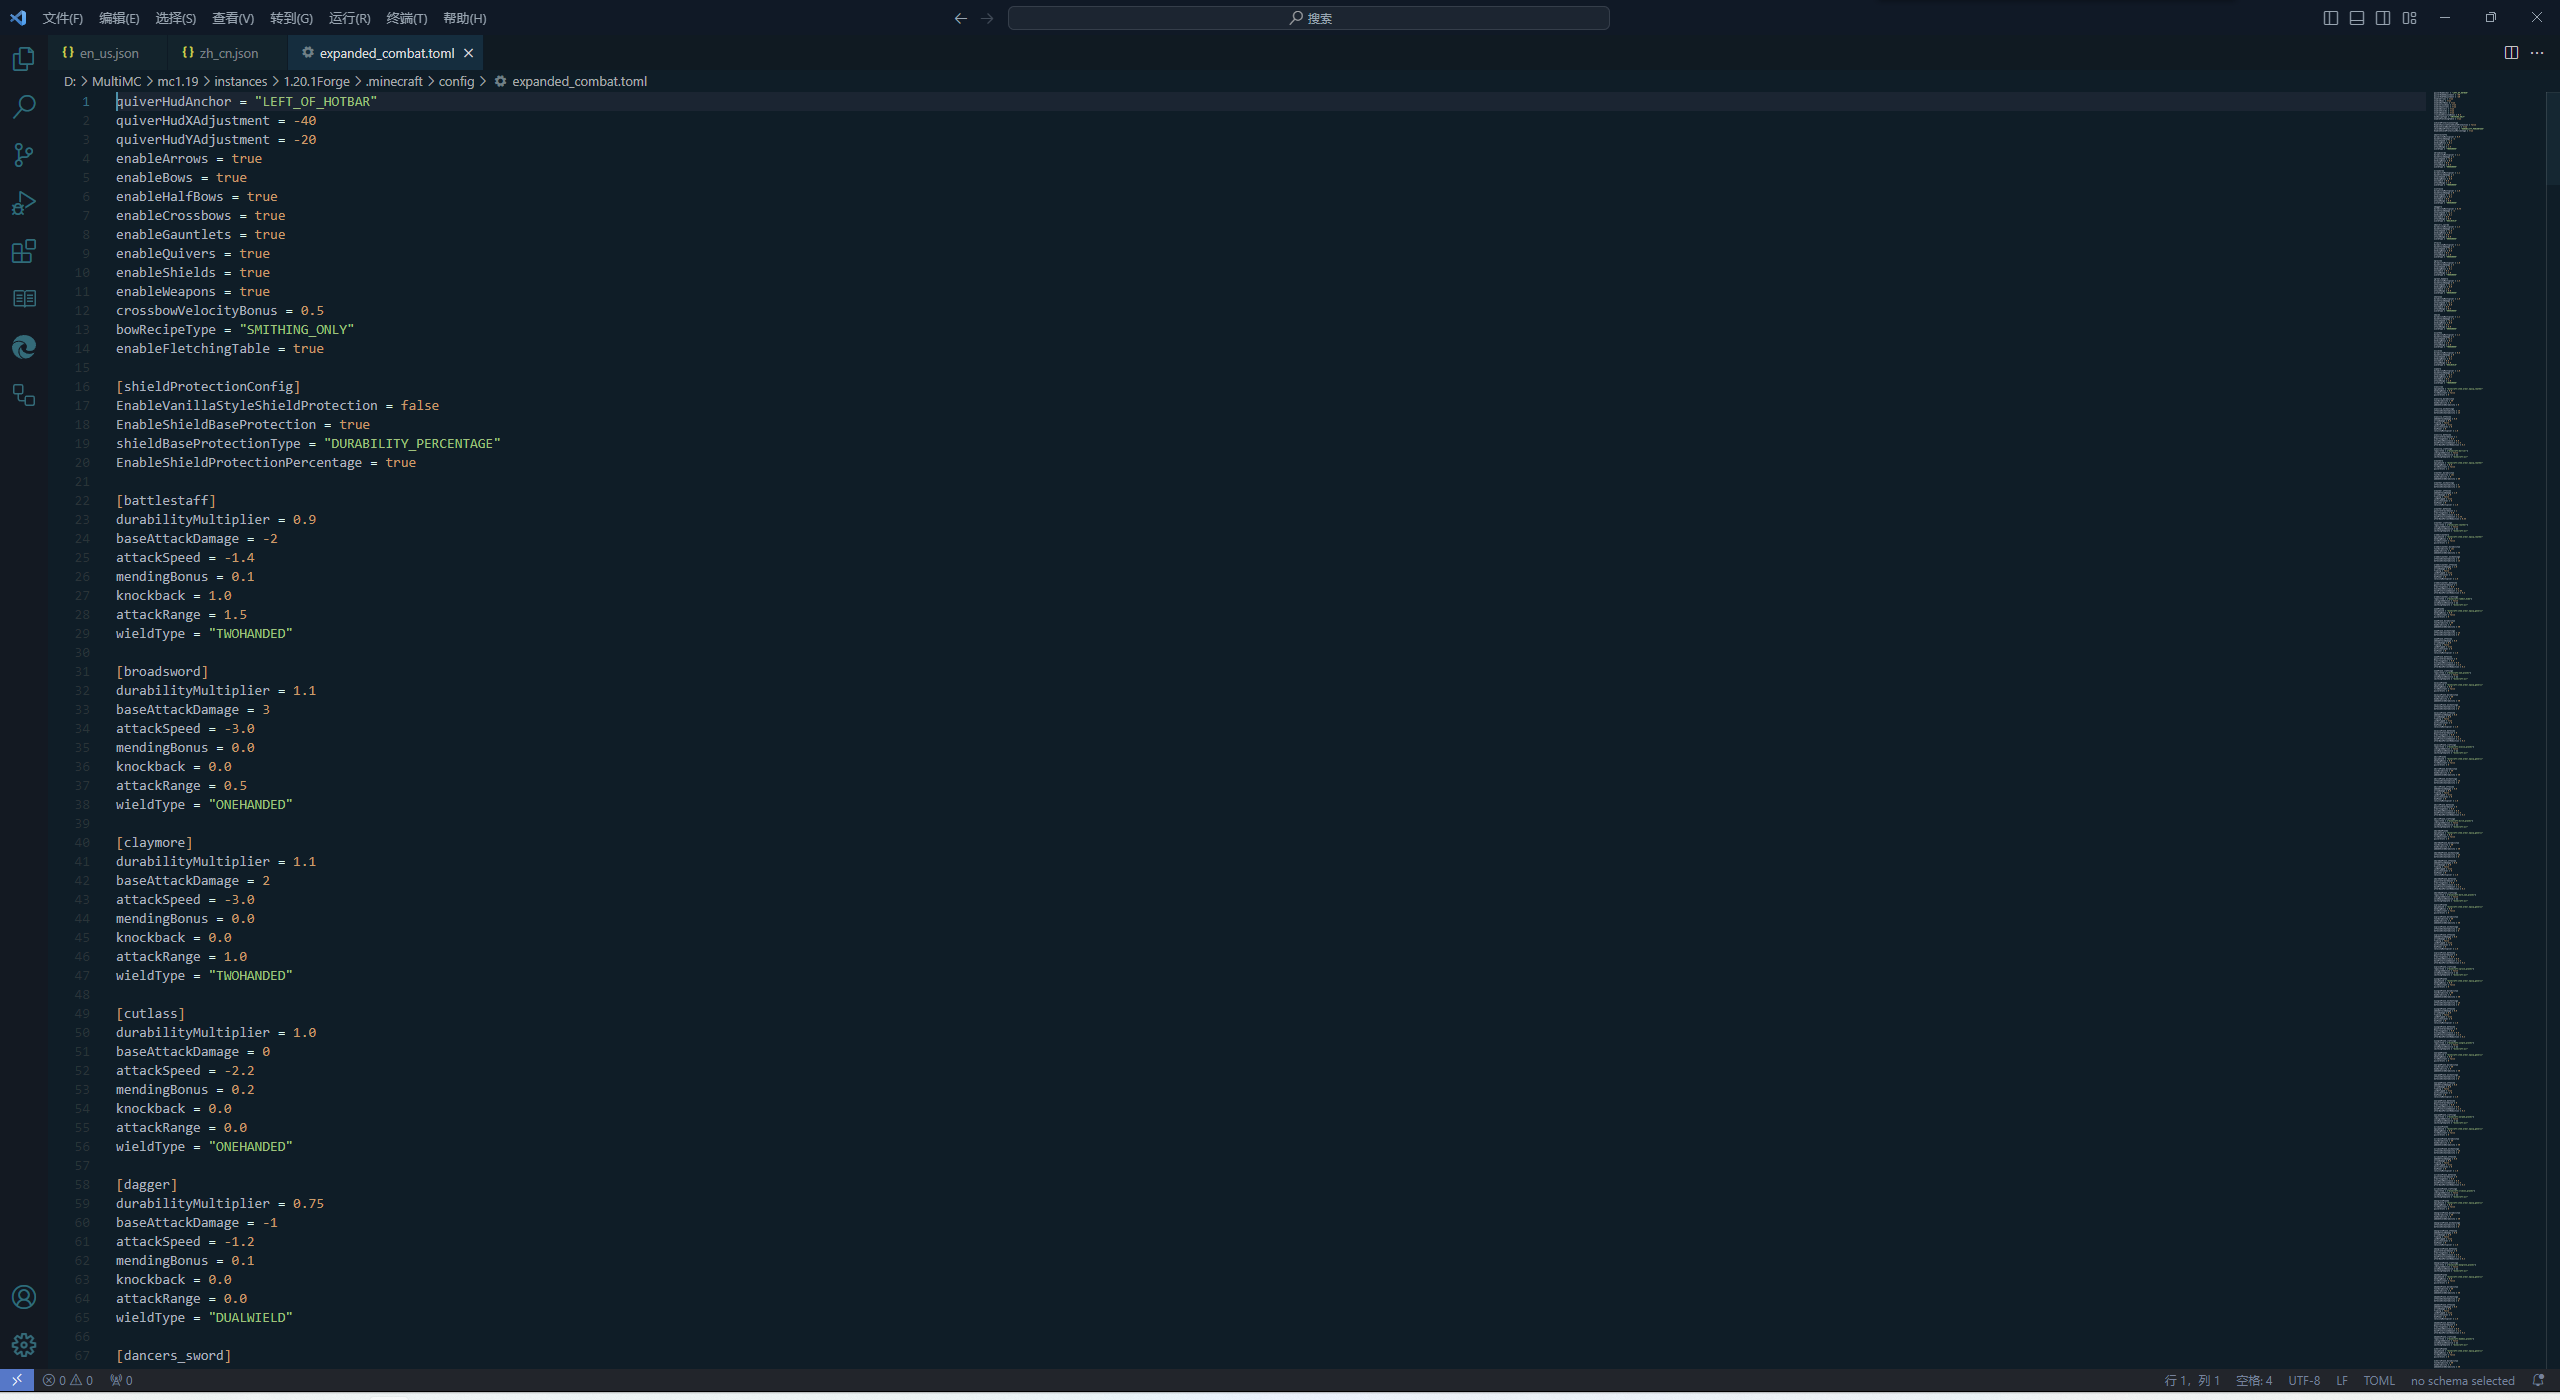 文件(F) 编辑(E) 选择(S) 查看(V) 转到(G) 运行(R) 终端(T) 帮助(H) 搜索
{} en_us.json {} zh_cn.json expanded_combat.toml
D: > MultiMC > mc1.19 > instances > 1.20.1Forge > .minecraft > config > expanded_combat.toml
1 quiverHudAnchor = "LEFT_OF_HOTBAR"
2 quiverHudXAdjustment = -40
3 quiverHudYAdjustment = -20
4 enableArrows = true
5 enableBows = true
6 enableHalfBows = true
7 enableCrossbows = true
8 enableGauntlets = true
9 enableQuivers = true
10 enableShields = true
11 enableWeapons = true
12 crossbowVelocityBonus = 0.5
13 bowRecipeType = "SMITHING_ONLY"
14 enableFletchingTable = true
15
16 [shieldProtectionConfig]
17 EnableVanillaStyleShieldProtection = false
18 EnableShieldBaseProtection = true
19 shieldBaseProtectionType = "DURABILITY_PERCENTAGE"
20 EnableShieldProtectionPercentage = true
21
22 [battlestaff]
23 durabilityMultiplier = 0.9
24 baseAttackDamage = -2
25 attackSpeed = -1.4
26 mendingBonus = 0.1
27 knockback = 1.0
28 attackRange = 1.5
29 wieldType = "TWOHANDED"
30
31 [broadsword]
32 durabilityMultiplier = 1.1
33 baseAttackDamage = 3
34 attackSpeed = -3.0
35 mendingBonus = 0.0
36 knockback = 0.0
37 attackRange = 0.5
38 wieldType = "ONEHANDED"
39
40 [claymore]
41 durabilityMultiplier = 1.1
42 baseAttackDamage = 2
43 attackSpeed = -3.0
44 mendingBonus = 0.0
45 knockback = 0.0
46 attackRange = 1.0
47 wieldType = "TWOHANDED"
48
49 [cutlass]
50 durabilityMultiplier = 1.0
51 baseAttackDamage = 0
52 attackSpeed = -2.2
53 mendingBonus = 0.2
54 knockback = 0.0
55 attackRange = 0.0
56 wieldType = "ONEHANDED"
57
58 [dagger]
59 durabilityMultiplier = 0.75
60 baseAttackDamage = -1
61 attackSpeed = -1.2
62 mendingBonus = 0.1
63 knockback = 0.0
64 attackRange = 0.0
65 wieldType = "DUALWIELD"
66
67 [dancers_sword]
0 0 0 行 1，列 1 空格: 4 UTF-8 LF TOML no schema selected